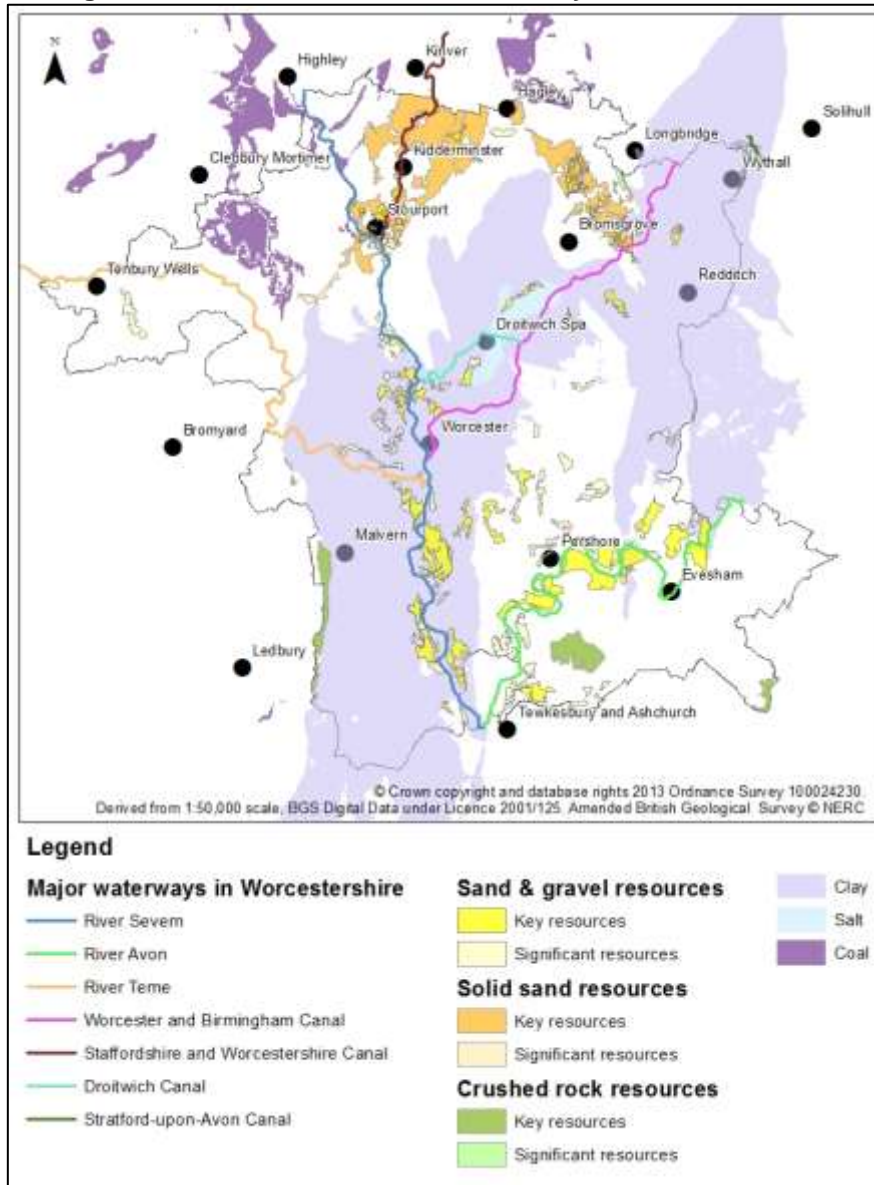 N
Highley
Kinver
Hagley
Solihull
Longbridge
Cleobury Mortimer
Kidderminster
Wythall
Stourport
Bromsgrove
Tenbury Wells
Redditch
Droitwich Spa
Bromyard
Worcester
Malvern
Pershore
Evesham
Ledbury
Tewkesbury and Ashchurch
© Crown copyright and database rights 2013 Ordnance Survey 100024230.
Derived from 1:50,000 scale, BGS Digital Data under Licence 2001/125. Amended British Geological Survey © NERC
Legend
Major waterways in Worcestershire
River Severn
River Avon
River Teme
Worcester and Birmingham Canal
Staffordshire and Worcestershire Canal
Droitwich Canal
Stratford-upon-Avon Canal
Sand & gravel resources
Key resources
Significant resources
Solid sand resources
Key resources
Significant resources
Crushed rock resources
Key resources
Significant resources
Clay
Salt
Coal